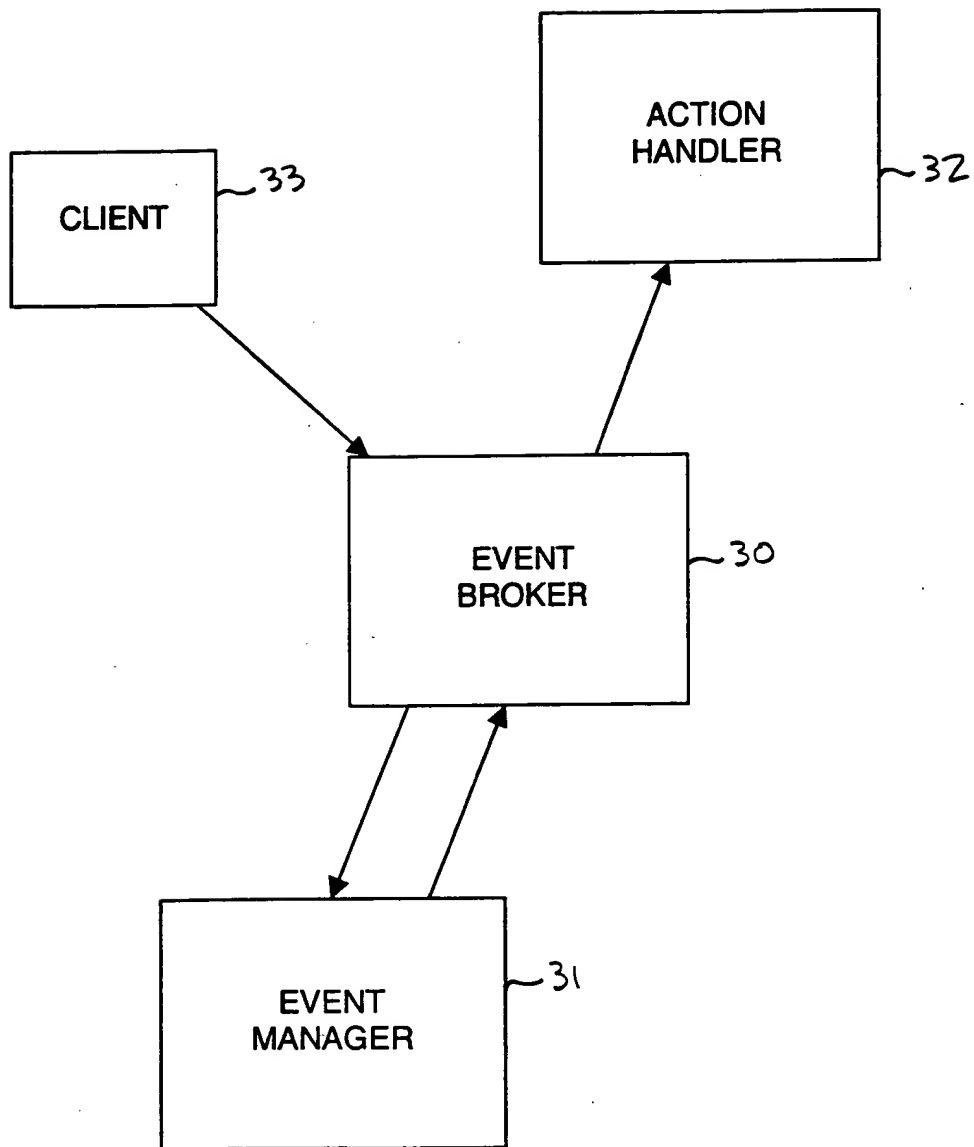 ACTION
HANDLER
32
CLIENT
33
EVENT
BROKER
30
EVENT
MANAGER
31